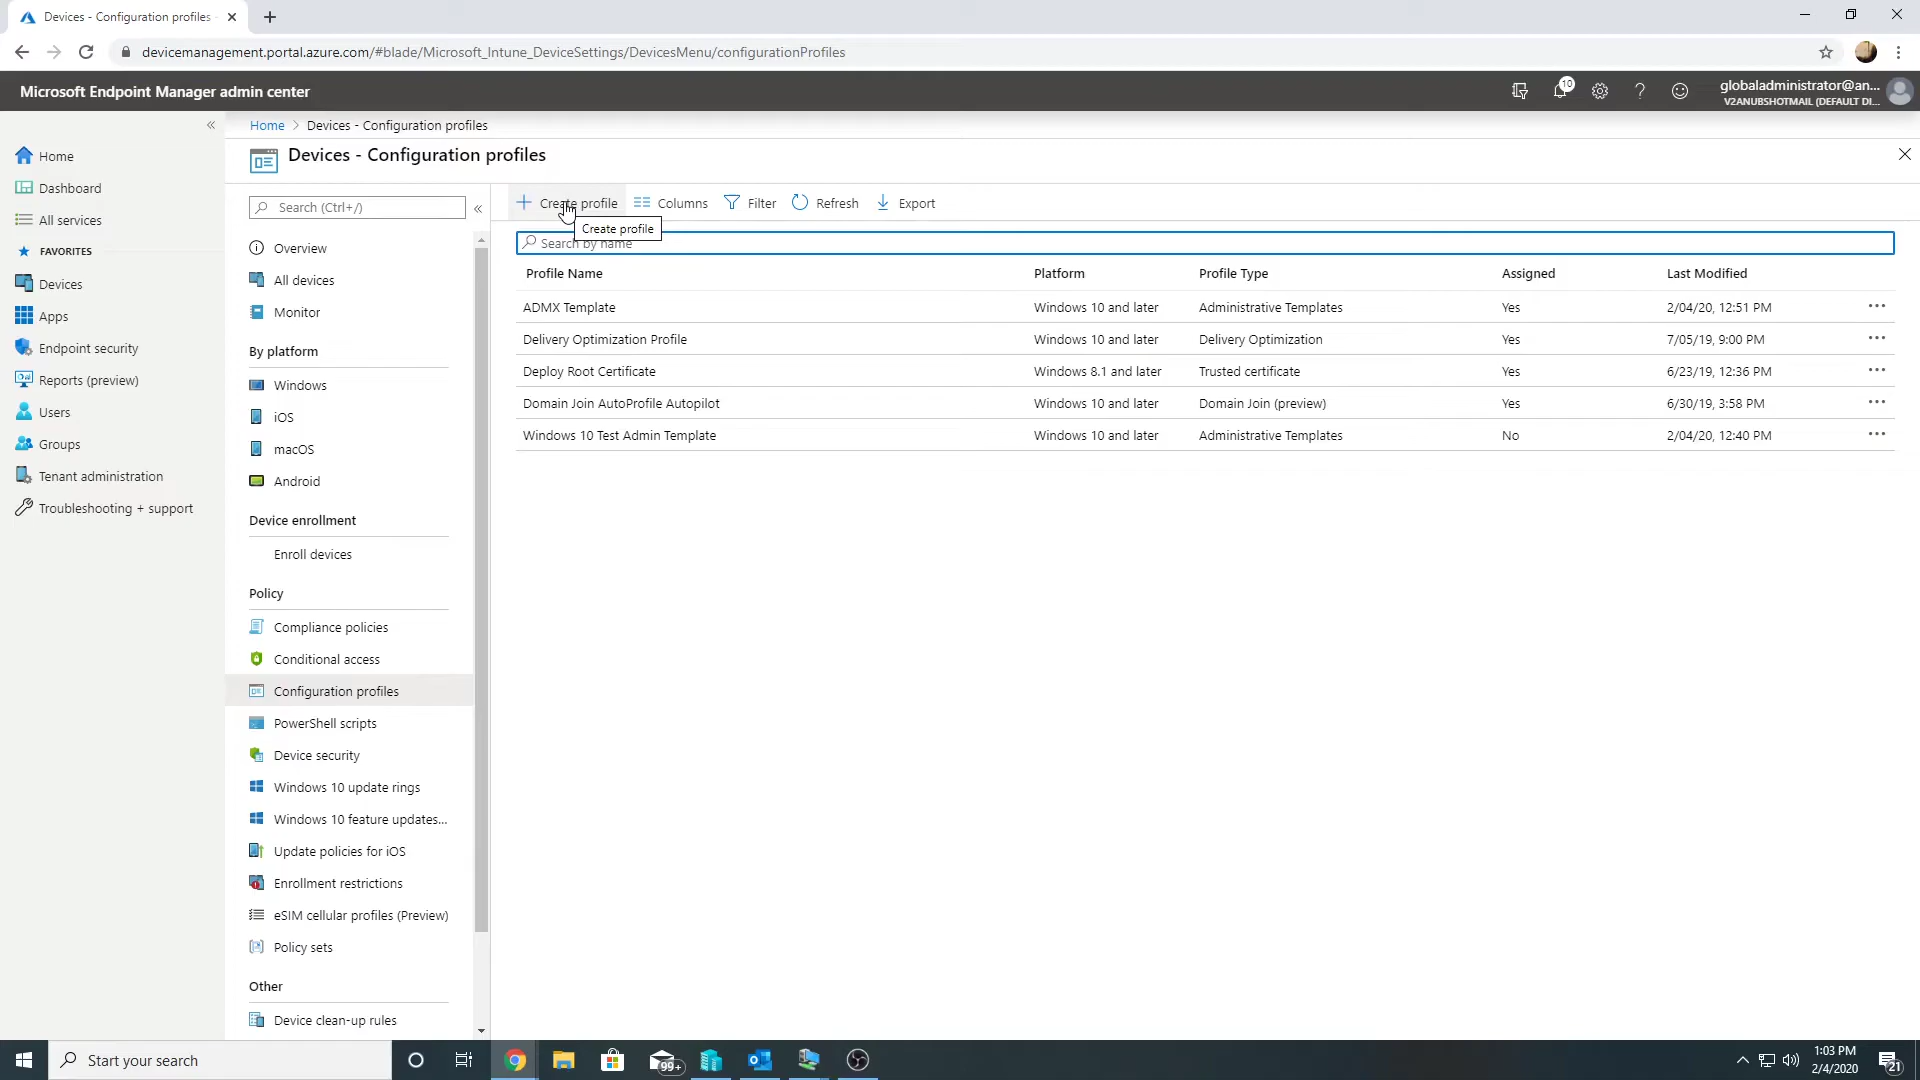 Devices - Configuration profiles -
devicemanagement.portal.azure.com/#blade/Microsoft_Intune_DeviceSettings/DevicesMenu/configurationProfiles
Microsoft Endpoint Manager admin center
10
globaladministrator@an...
V2ANUBSHOTMAIL (DEFAULT DI...
Home > Devices - Configuration profiles
Devices - Configuration profiles
Home
Dashboard
All services
FAVORITES
Devices
Apps
Endpoint security
Reports (preview)
Users
Groups
Tenant administration
Troubleshooting + support
Search (Ctrl+/)
Overview
All devices
Monitor
By platform
Windows
iOS
macOS
Android
Device enrollment
Enroll devices
Policy
Compliance policies
Conditional access
Configuration profiles
PowerShell scripts
Device security
Windows 10 update rings
Windows 10 feature updates...
Update policies for iOS
Enrollment restrictions
eSIM cellular profiles (Preview)
Policy sets
Other
Device clean-up rules
Create profile Columns Filter Refresh Export
Create profile
Search by name
Profile Name Platform Profile Type Assigned Last Modified
ADMX Template Windows 10 and later Administrative Templates Yes 2/04/20, 12:51 PM
Delivery Optimization Profile Windows 10 and later Delivery Optimization Yes 7/05/19, 9:00 PM
Deploy Root Certificate Windows 8.1 and later Trusted certificate Yes 6/23/19, 12:36 PM
Domain Join AutoProfile Autopilot Windows 10 and later Domain Join (preview) Yes 6/30/19, 3:58 PM
Windows 10 Test Admin Template Windows 10 and later Administrative Templates No 2/04/20, 12:40 PM
Start your search
99+
1:03 PM
2/4/2020
21